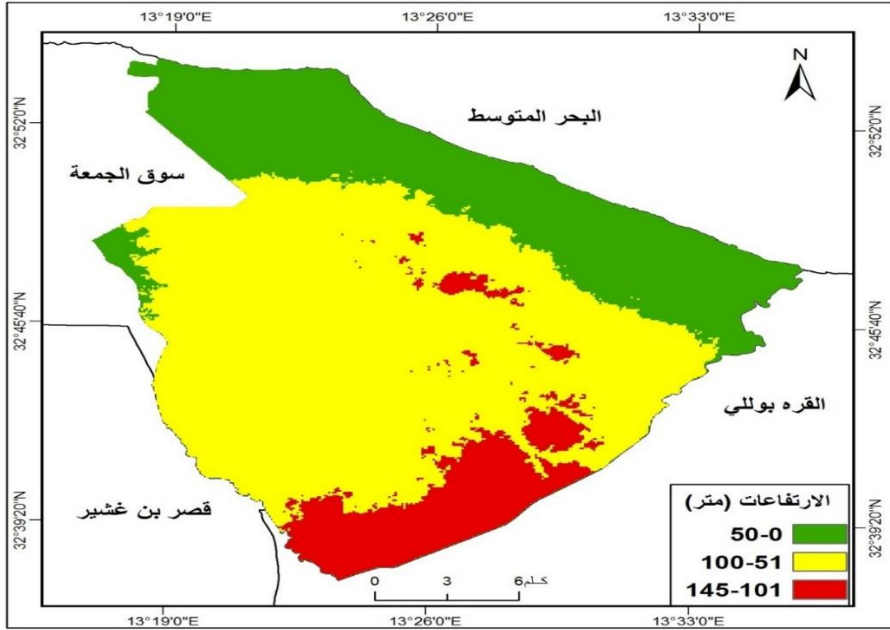 13°19'0"E
13°26'0"E
13°33'0"E
N
32°52'0"N
32°52'0"N
البحر المتوسط
سوق الجمعة
32°45'40"N
32°45'40"N
القره بوللي
قصر بن غشير
32°39'20"N
32°39'20"N
الارتفاعات (متر)
50-0
100-51
145-101
0 3 6 كلم
13°19'0"E
13°26'0"E
13°33'0"E